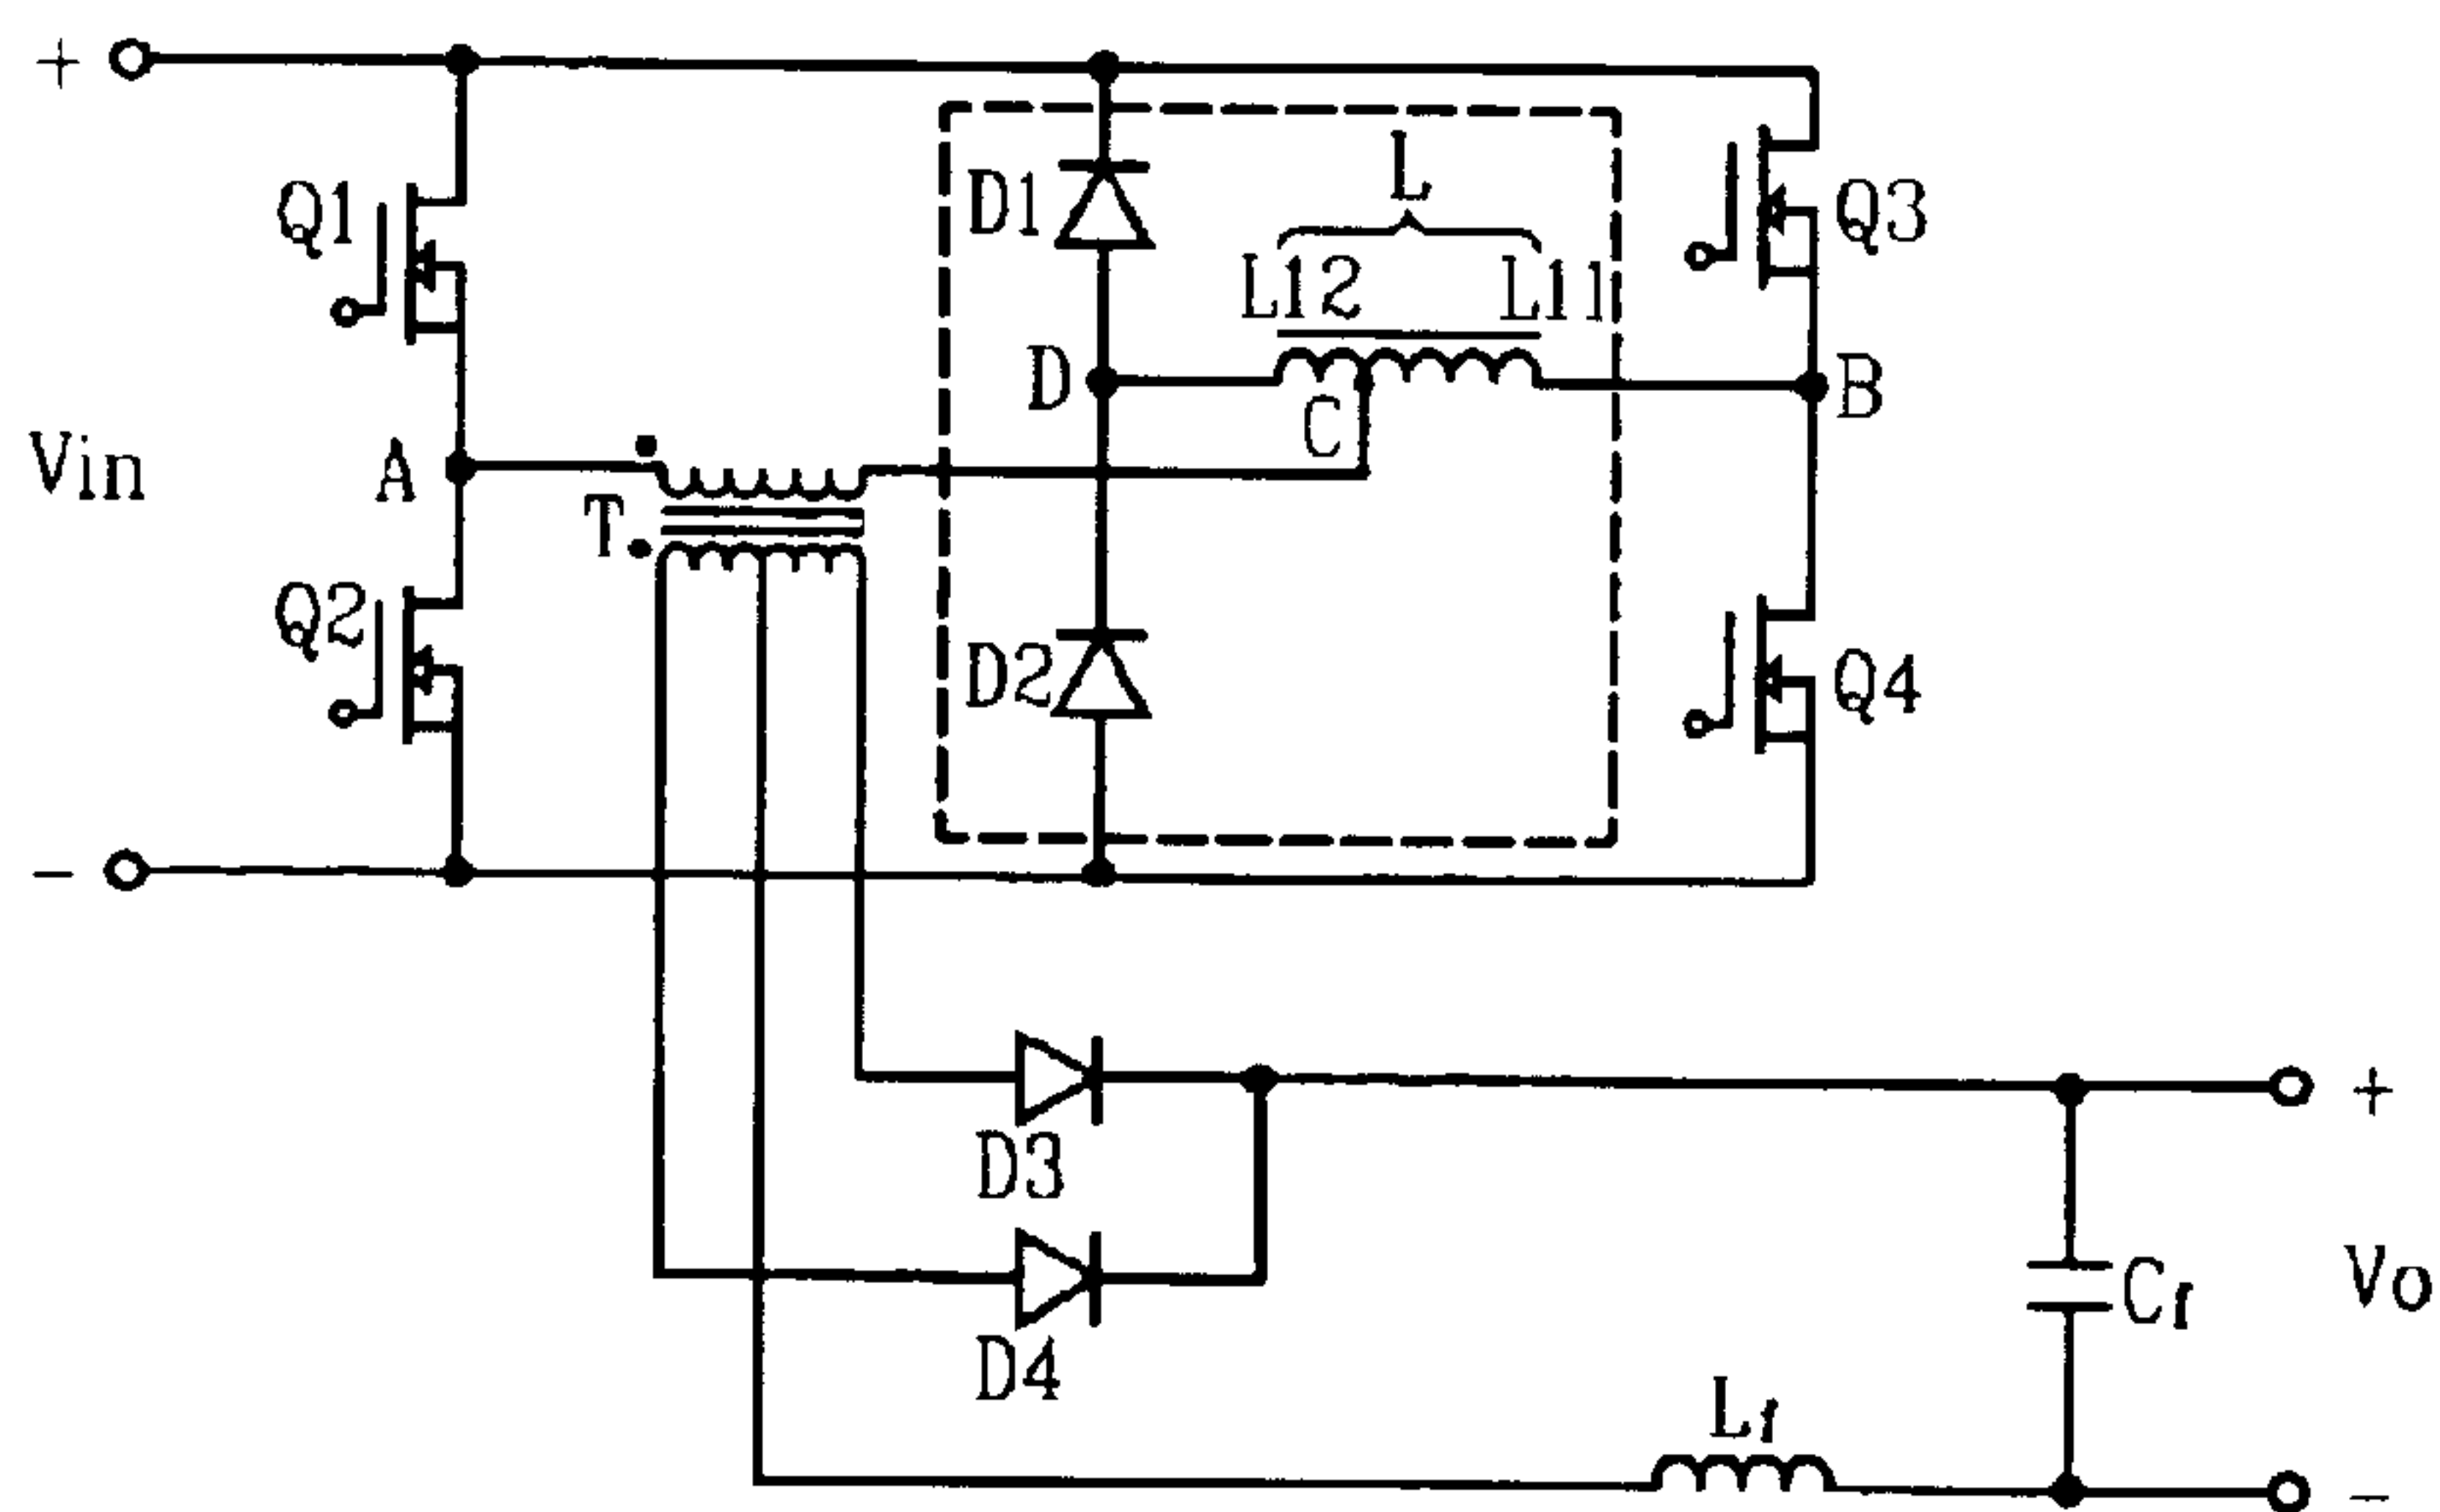 +
Q1
D1
L
Q3
L12
L11
D
B
C
Vin
A
T
Q2
D2
Q4
-
D3
+
Cf
Vo
D4
Lf
-